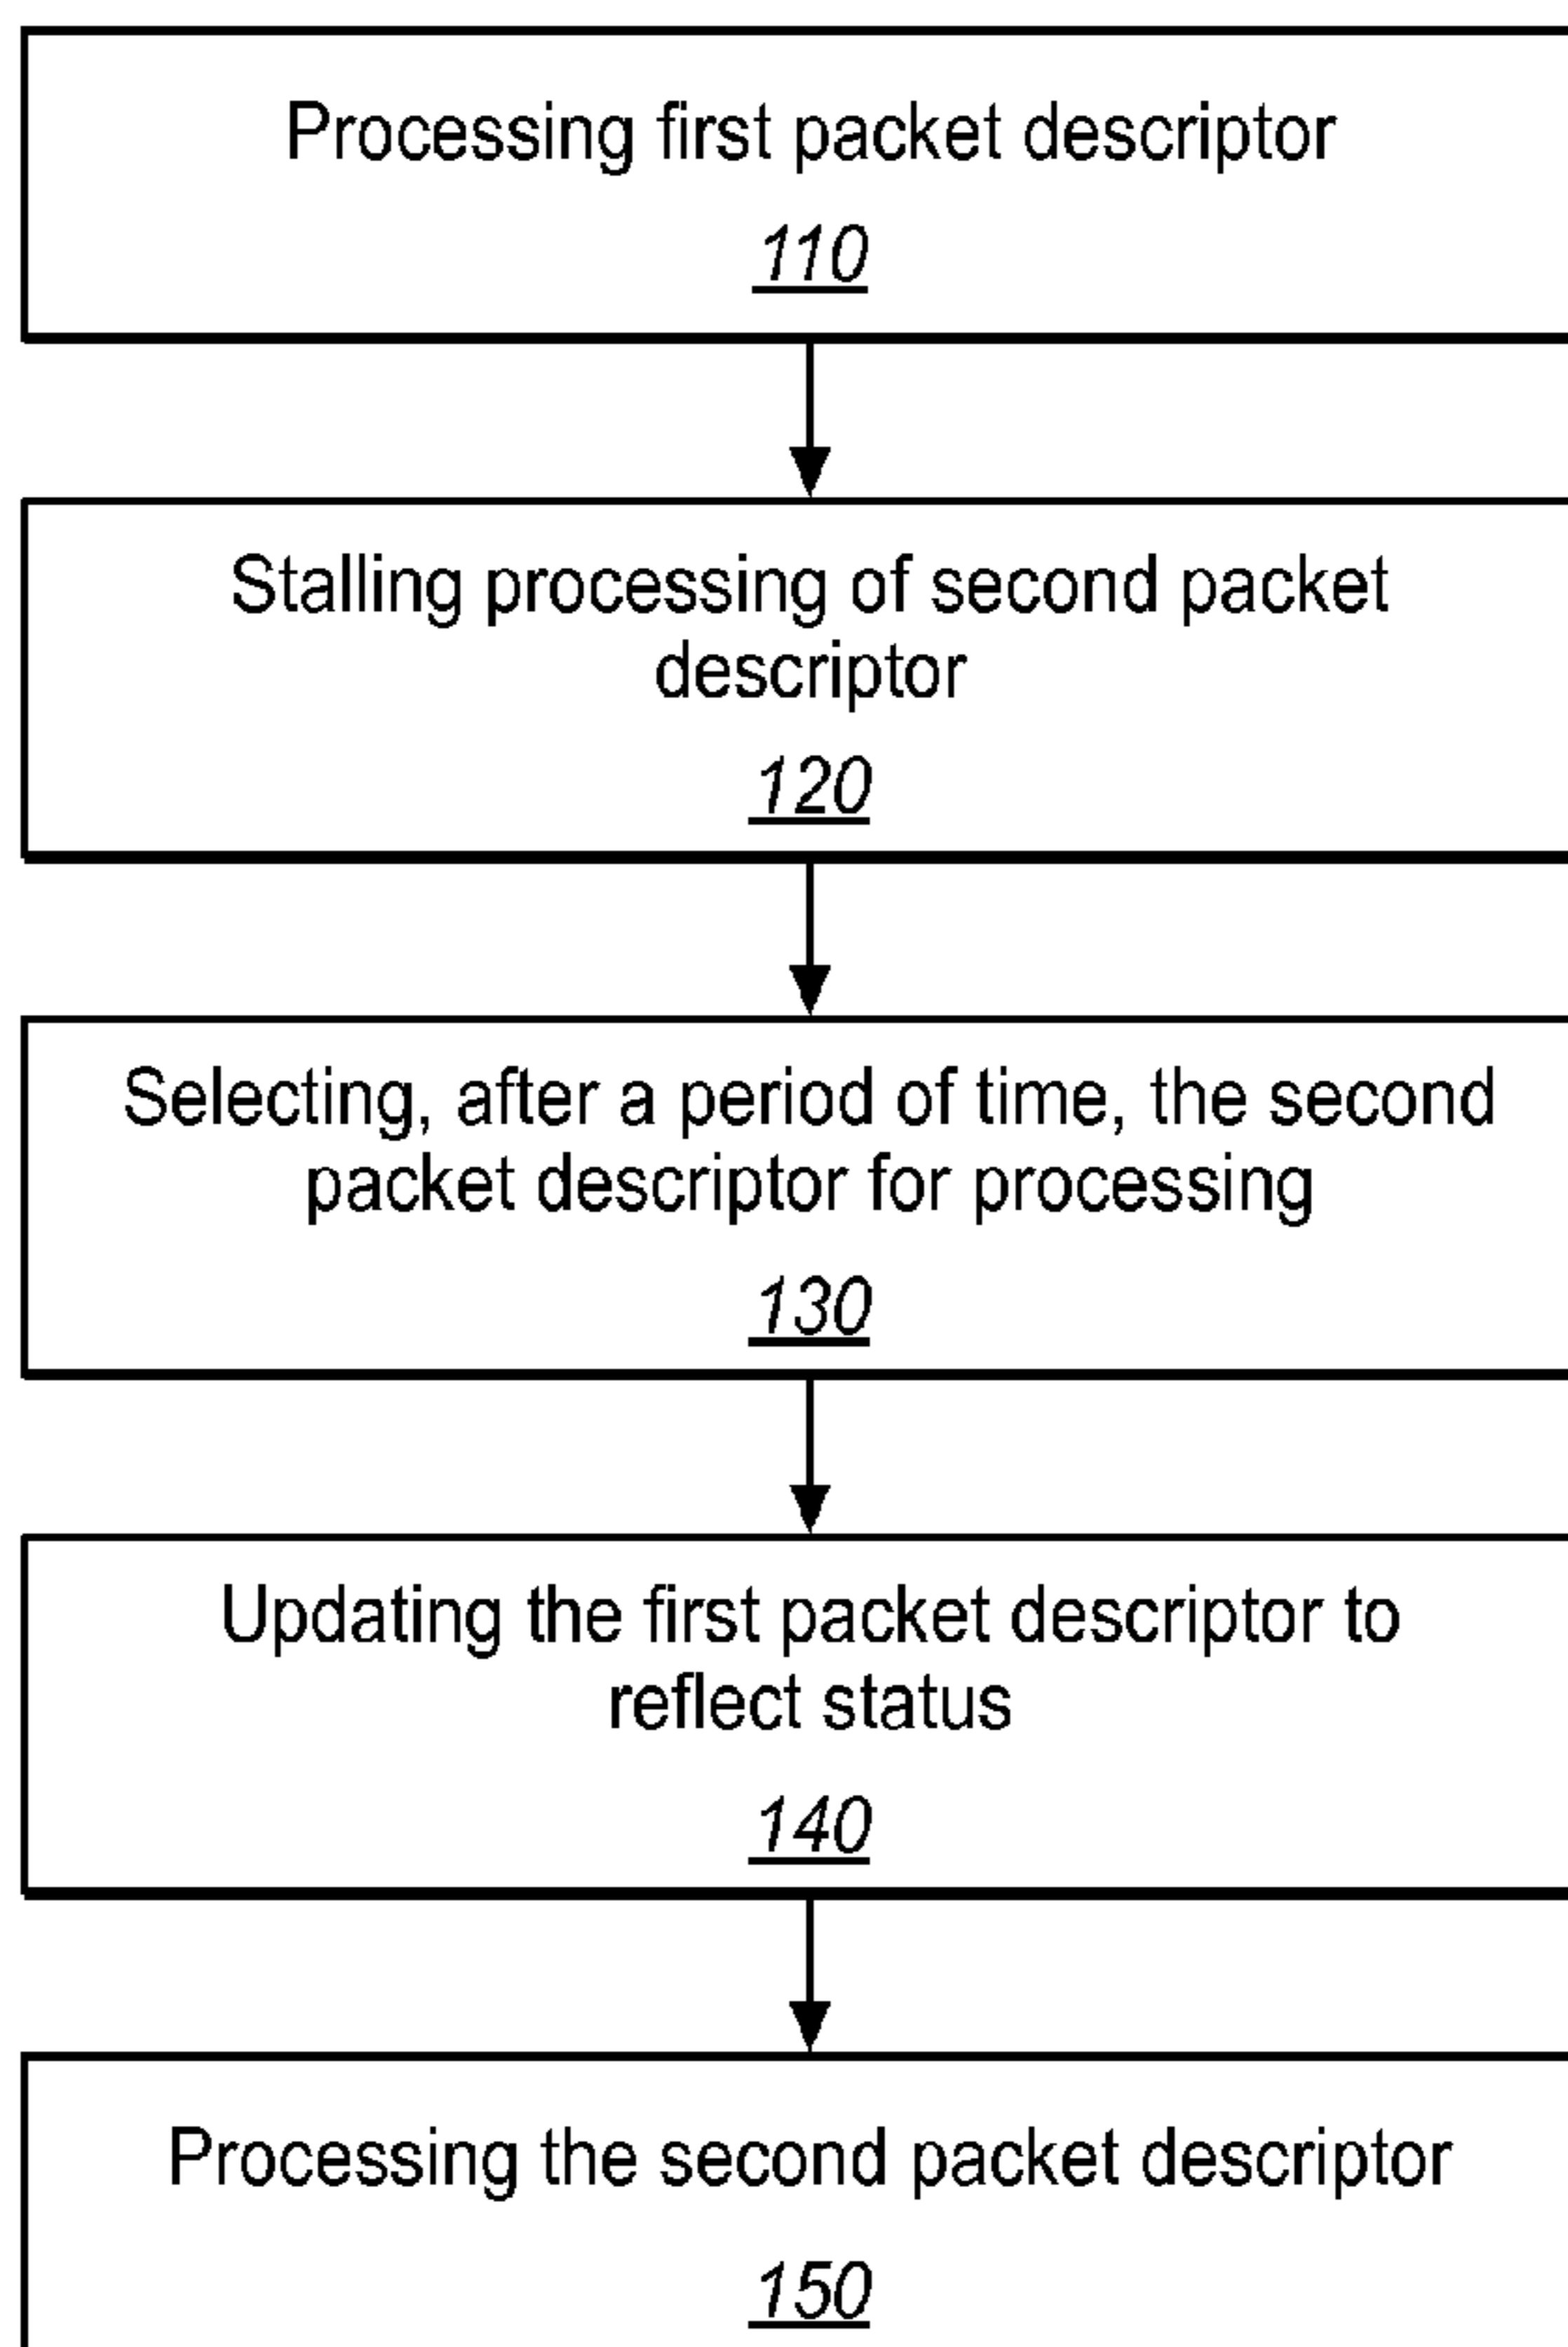 Processing first packet descriptor
110
Stalling processing of second packet
descriptor
120
Selecting, after a period of time, the second
packet descriptor for processing
130
Updating the first packet descriptor to
reflect status
140
Processing the second packet descriptor
150